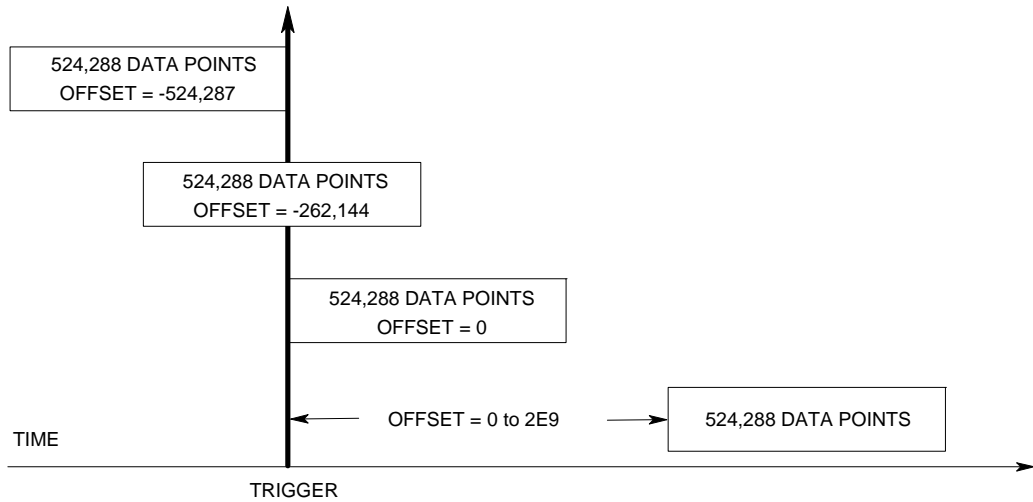 524,288 DATA POINTS
OFFSET = -524,287
524,288 DATA POINTS
OFFSET = -262,144
524,288 DATA POINTS
OFFSET = 0
OFFSET = 0 to 2E9
524,288 DATA POINTS
TIME
TRIGGER